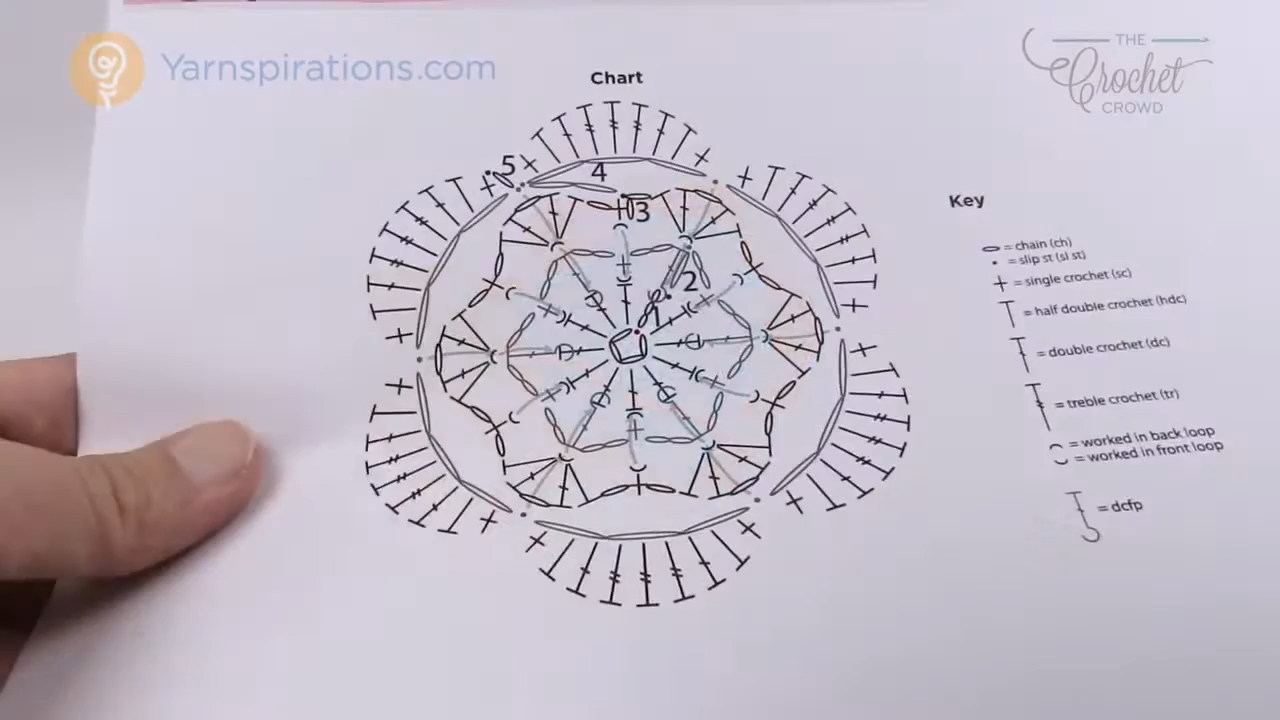 Yarnspirations.com
THE
Crochet
CROWD
Chart
5
4
3
2
1
Key
= chain (ch)
= slip st (sl st)
= single crochet (sc)
= half double crochet (hdc)
= double crochet (dc)
= treble crochet (tr)
= worked in back loop
= worked in front loop
= dcfp